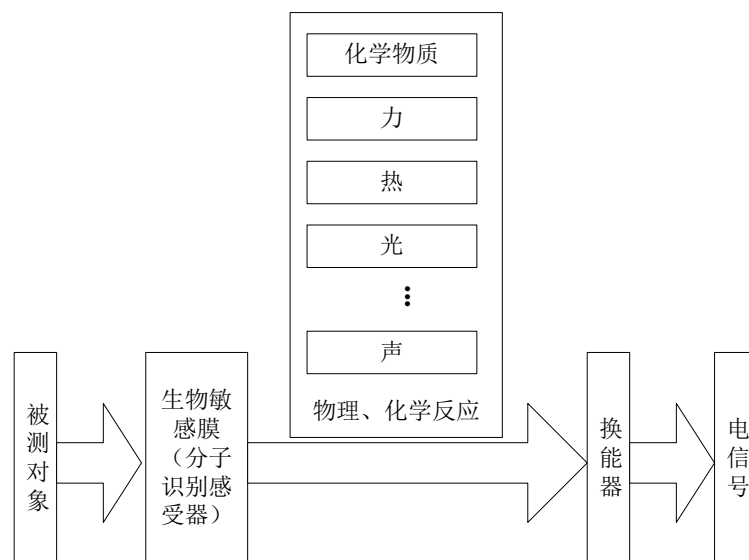 化学物质
力
热
光
声
物理、化学反应
被测对象
生物敏
感膜
（分子
识别感
受器）
换能器
电信号